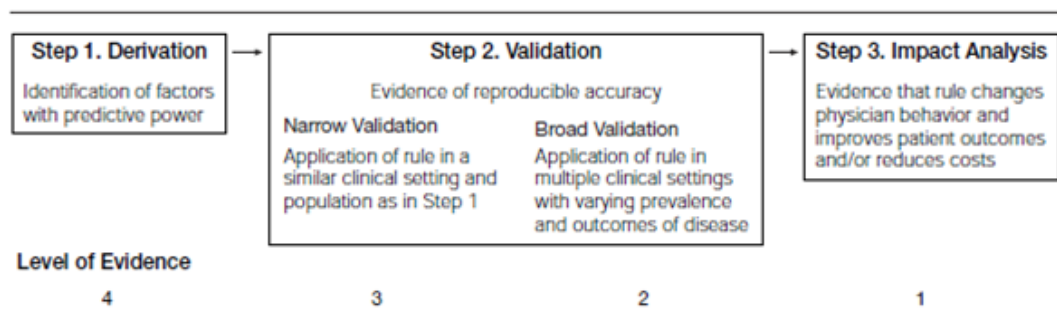 Step 1. Derivation
Identification of factors
with predictive power
Step 2. Validation
Evidence of reproducible accuracy
Narrow Validation
Application of rule in a
similar clinical setting and
population as in Step 1
Broad Validation
Application of rule in
multiple clinical settings
with varying prevalence
and outcomes of disease
Step 3. Impact Analysis
Evidence that rule changes
physician behavior and
improves patient outcomes
and/or reduces costs
Level of Evidence
4 3 2 1